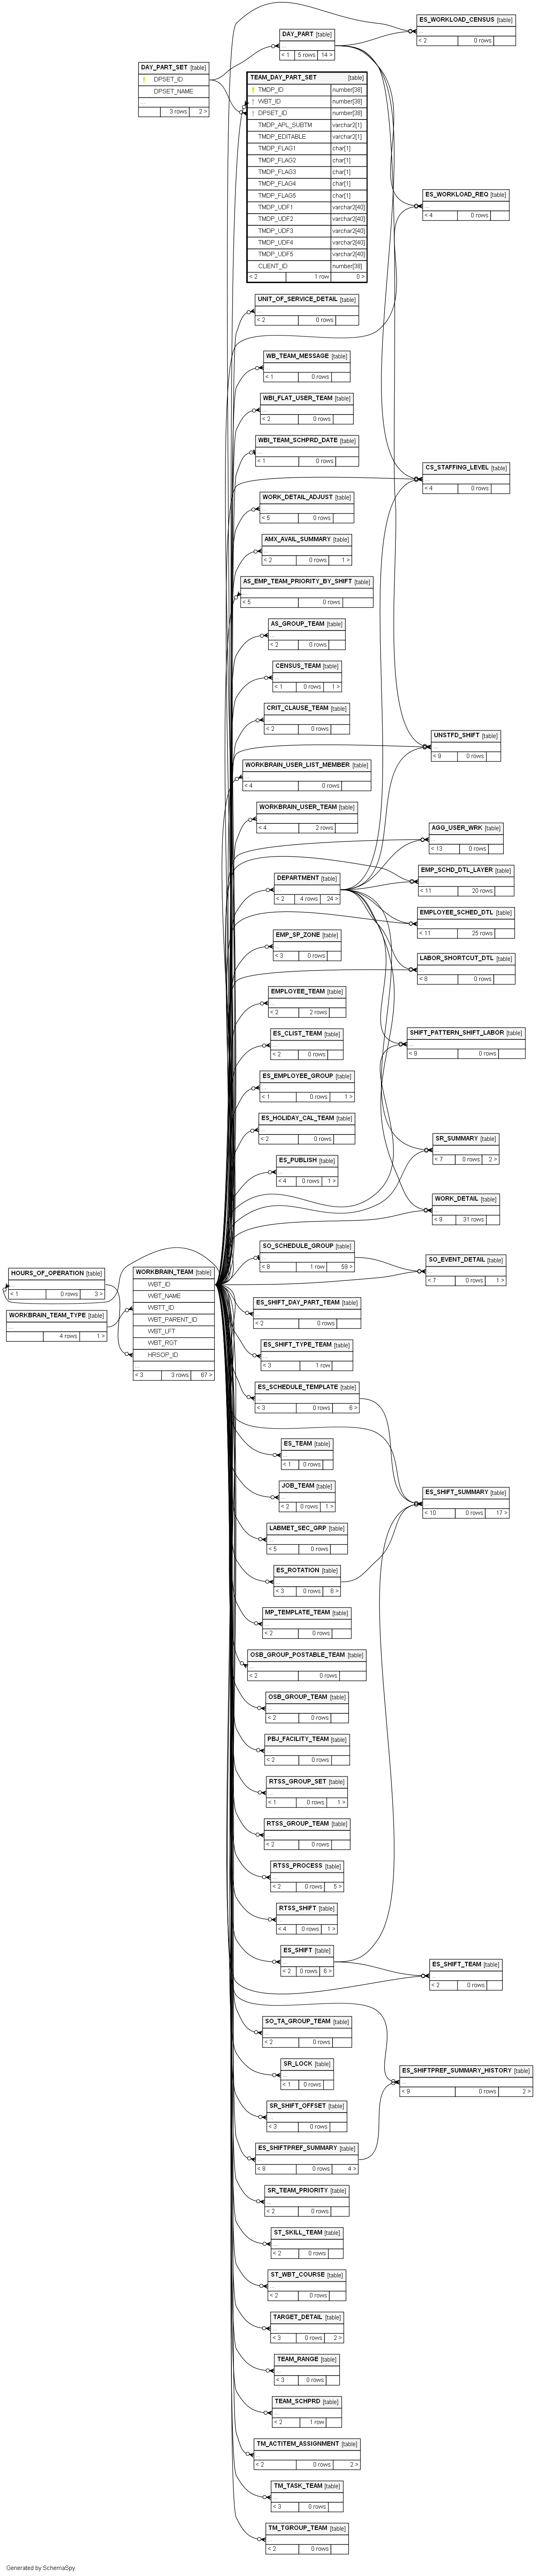 ES_WORKLOAD_CENSUS [table]
...
< 2 0 rows
DAY_PART [table]
...
< 1 5 rows 14 >
DAY_PART_SET [table]
DPSET_ID
DPSET_NAME
...
3 rows 2 >
TEAM_DAY_PART_SET [table]
TMDP_ID number[38]
WBT_ID number[38]
DPSET_ID number[38]
TMDP_APL_SUBTM varchar2[1]
TMDP_EDITABLE varchar2[1]
TMDP_FLAG1 char[1]
TMDP_FLAG2 char[1]
TMDP_FLAG3 char[1]
TMDP_FLAG4 char[1]
TMDP_FLAG5 char[1]
TMDP_UDF1 varchar2[40]
TMDP_UDF2 varchar2[40]
TMDP_UDF3 varchar2[40]
TMDP_UDF4 varchar2[40]
TMDP_UDF5 varchar2[40]
CLIENT_ID number[38]
< 2 1 row 0 >
ES_WORKLOAD_REQ [table]
...
< 4 0 rows
UNIT_OF_SERVICE_DETAIL [table]
...
< 2 0 rows
WB_TEAM_MESSAGE [table]
...
< 1 0 rows
WBI_FLAT_USER_TEAM [table]
...
< 2 0 rows
WBI_TEAM_SCHPRD_DATE [table]
...
< 1 0 rows
CS_STAFFING_LEVEL [table]
...
< 4 0 rows
WORK_DETAIL_ADJUST [table]
...
< 5 0 rows
AMX_AVAIL_SUMMARY [table]
...
< 2 0 rows 1 >
AS_EMP_TEAM_PRIORITY_BY_SHIFT [table]
...
< 5 0 rows
AS_GROUP_TEAM [table]
...
< 2 0 rows
CENSUS_TEAM [table]
...
< 1 0 rows 1 >
CRIT_CLAUSE_TEAM [table]
...
< 2 0 rows
UNSTFD_SHIFT [table]
...
< 9 0 rows
WORKBRAIN_USER_LIST_MEMBER [table]
...
< 4 0 rows
WORKBRAIN_USER_TEAM [table]
...
< 4 2 rows
AGG_USER_WRK [table]
...
< 13 0 rows
EMP_SCHD_DTL_LAYER [table]
...
< 11 20 rows
DEPARTMENT [table]
...
< 2 4 rows 24 >
EMPLOYEE_SCHED_DTL [table]
...
< 11 25 rows
EMP_SP_ZONE [table]
...
< 3 0 rows
LABOR_SHORTCUT_DTL [table]
...
< 8 0 rows
EMPLOYEE_TEAM [table]
...
< 2 2 rows
ES_CLIST_TEAM [table]
...
< 2 0 rows
SHIFT_PATTERN_SHIFT_LABOR [table]
...
< 9 0 rows
ES_EMPLOYEE_GROUP [table]
...
< 1 0 rows 1 >
ES_HOLIDAY_CAL_TEAM [table]
...
< 2 0 rows
SR_SUMMARY [table]
...
< 7 0 rows 2 >
ES_PUBLISH [table]
...
< 4 0 rows 1 >
WORK_DETAIL [table]
...
< 9 31 rows
SO_SCHEDULE_GROUP [table]
...
< 8 1 row 59 >
SO_EVENT_DETAIL [table]
...
< 7 0 rows 1 >
HOURS_OF_OPERATION [table]
...
< 1 0 rows 3 >
WORKBRAIN_TEAM_TYPE [table]
...
4 rows 1 >
WORKBRAIN_TEAM [table]
WBT_ID
WBT_NAME
WBTT_ID
WBT_PARENT_ID
WBT_LFT
WBT_RGT
HRSOP_ID
...
< 3 3 rows 67 >
ES_SHIFT_DAY_PART_TEAM [table]
...
< 2 0 rows
ES_SHIFT_TYPE_TEAM [table]
...
< 3 1 row
ES_SCHEDULE_TEMPLATE [table]
...
< 3 0 rows 6 >
ES_TEAM [table]
...
< 1 0 rows
JOB_TEAM [table]
...
< 2 0 rows 1 >
ES_SHIFT_SUMMARY [table]
...
< 10 0 rows 17 >
LABMET_SEC_GRP [table]
...
< 5 0 rows
ES_ROTATION [table]
...
< 3 0 rows 6 >
MP_TEMPLATE_TEAM [table]
...
< 2 0 rows
OSB_GROUP_POSTABLE_TEAM [table]
...
< 2 0 rows
OSB_GROUP_TEAM [table]
...
< 2 0 rows
PBJ_FACILITY_TEAM [table]
...
< 2 0 rows
RTSS_GROUP_SET [table]
...
< 1 0 rows 1 >
RTSS_GROUP_TEAM [table]
...
< 2 0 rows
RTSS_PROCESS [table]
...
< 2 0 rows 5 >
RTSS_SHIFT [table]
...
< 4 0 rows 1 >
ES_SHIFT [table]
...
< 2 0 rows 6 >
ES_SHIFT_TEAM [table]
...
< 2 0 rows
SO_TA_GROUP_TEAM [table]
...
< 2 0 rows
SR_LOCK [table]
...
< 1 0 rows
ES_SHIFTPREF_SUMMARY_HISTORY [table]
...
< 9 0 rows 2 >
SR_SHIFT_OFFSET [table]
...
< 3 0 rows
ES_SHIFTPREF_SUMMARY [table]
...
< 8 0 rows 4 >
SR_TEAM_PRIORITY [table]
...
< 2 0 rows
ST_SKILL_TEAM [table]
...
< 2 0 rows
ST_WBT_COURSE [table]
...
< 2 0 rows
TARGET_DETAIL [table]
...
< 3 0 rows 2 >
TEAM_RANGE [table]
...
< 3 0 rows
TEAM_SCHPRD [table]
...
< 2 1 row
TM_ACTITEM_ASSIGNMENT [table]
...
< 2 0 rows 2 >
TM_TASK_TEAM [table]
...
< 3 0 rows
TM_TGROUP_TEAM [table]
...
< 2 0 rows
Generated by SchemaSpy